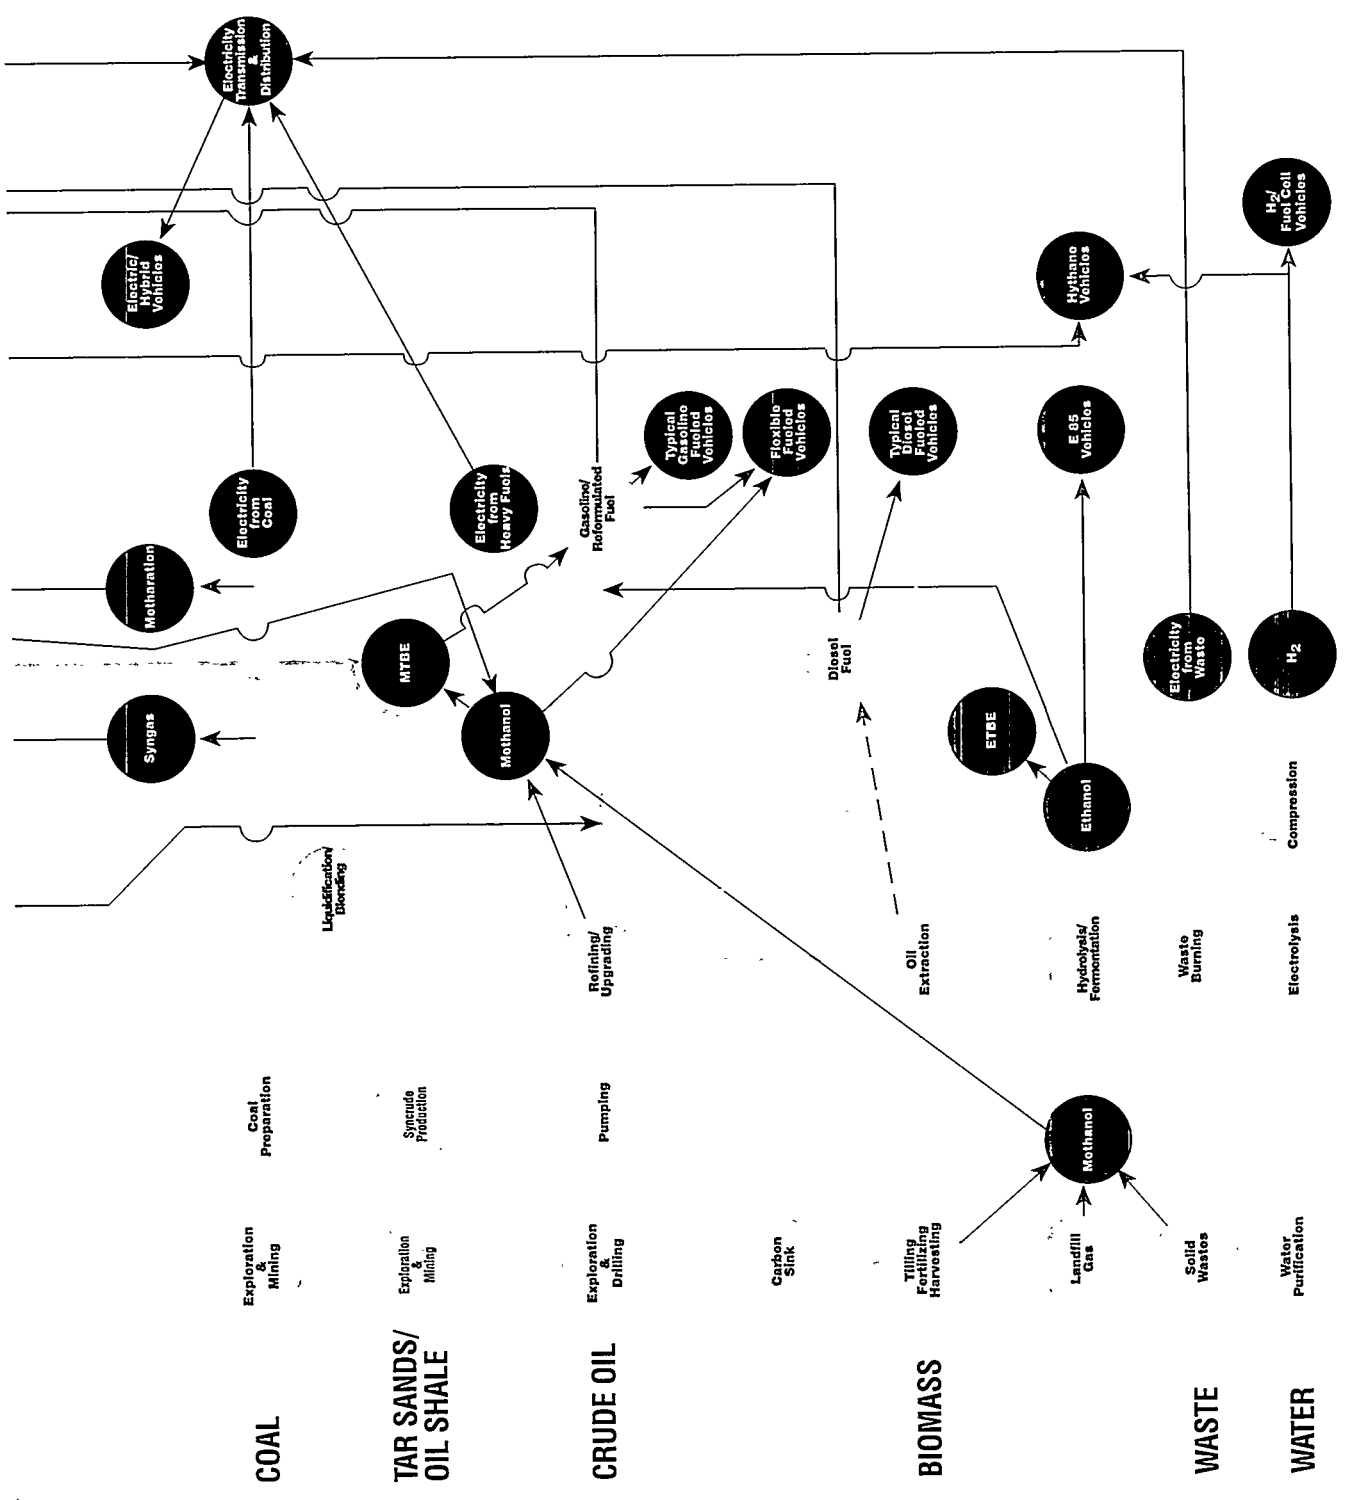 COAL
Exploration
&
Mining
Coal
Preparation
Syngas
Metharation
Electricity
from
Coal
Electric/
Hybrid
Vehicles
Electricity
Transmission
&
Distribution
TAR SANDS/
OIL SHALE
Exploration
&
Mining
Syncrude
Production
Liquidification/
Blending
MTBE
Methanol
Electricity
from
Heavy Fuels
CRUDE OIL
Exploration
&
Drilling
Pumping
Refining/
Upgrading
Gasoline/
Reformulated
Fuel
Typical
Gasoline
Fueled
Vehicles
Flexible
Fueled
Vehicles
Carbon
Sink
Diesel
Fuel
Typical
Diesel
Fueled
Vehicles
BIOMASS
Tilling
Fertilizing
Harvesting
Oil
Extraction
ETBE
Landfill
Gas
Methanol
Hydrolysis/
Fermentation
Ethanol
E 85
Vehicles
Hythane
Vehicles
WASTE
Solid
Wastes
Waste
Burning
Electricity
from
Waste
WATER
Water
Purification
Electrolysis
Compression
H2
H2/
Fuel Cell
Vehicles